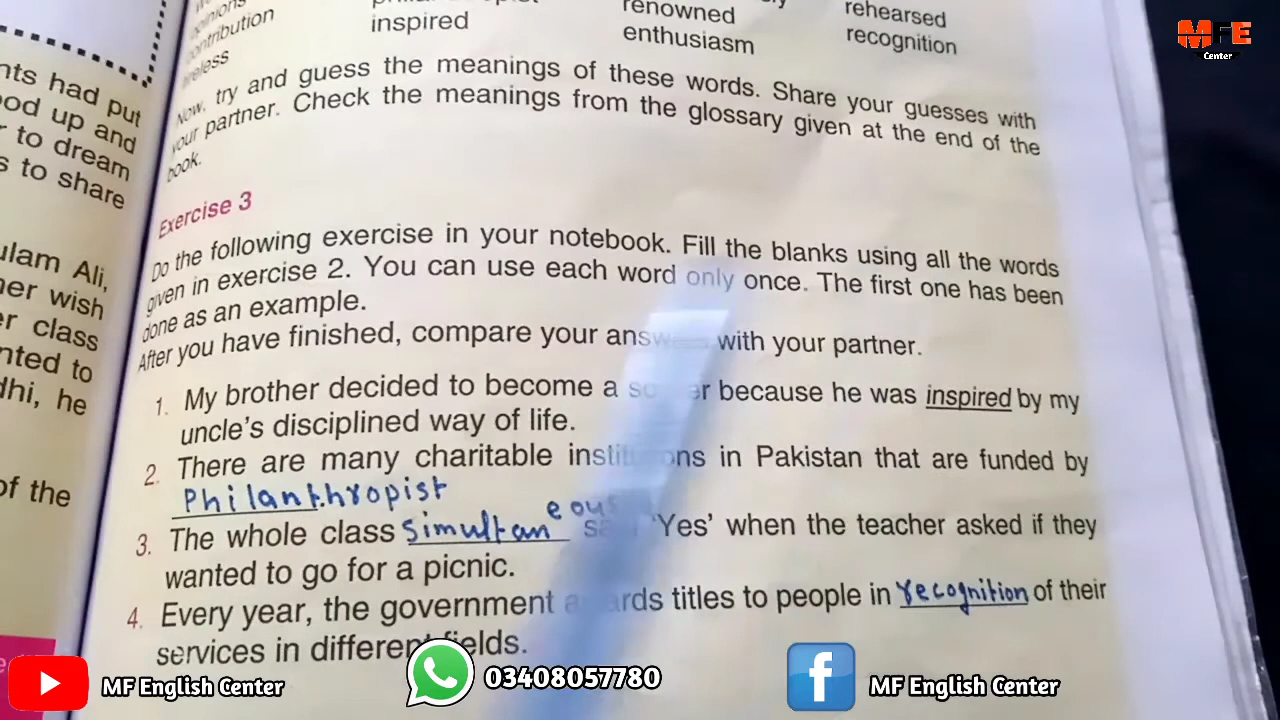 MFE
Center
nts had put
ood up and
r to dream
s to share
ulam Ali,
her wish
er class
nted to
dhi, he
of the
opinions
contribution
inspired
renowned
enthusiasm
rehearsed
recognition
Now, try and guess the meanings of these words. Share your guesses with
your partner. Check the meanings from the glossary given at the end of the
book.
Exercise 3
Do the following exercise in your notebook. Fill the blanks using all the words
given in exercise 2. You can use each word only once. The first one has been
done as an example.
After you have finished, compare your answers with your partner.
1. My brother decided to become a because he was inspired by my
uncle's disciplined way of life.
2. There are many charitable institutions in Pakistan that are funded by
Philanthropist
3. The whole class simultaneous 'Yes' when the teacher asked if they
wanted to go for a picnic.
4. Every year, the government awards titles to people in recognition of their
services in different fields.
MF English Center
03408057780
MF English Center